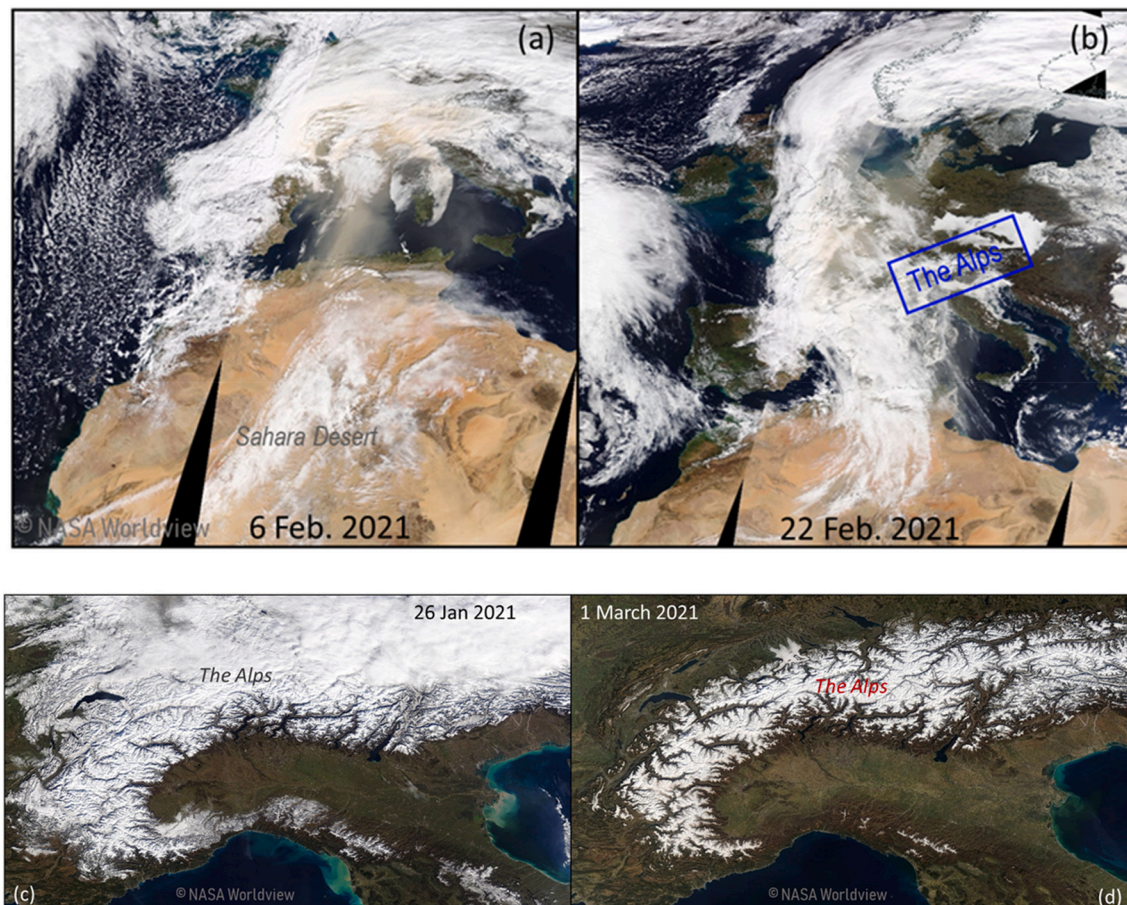 (a)
Sahara Desert
© NASA Worldview
6 Feb. 2021
(b)
The Alps
22 Feb. 2021
26 Jan 2021
The Alps
© NASA Worldview
(c)
1 March 2021
The Alps
© NASA Worldview
(d)